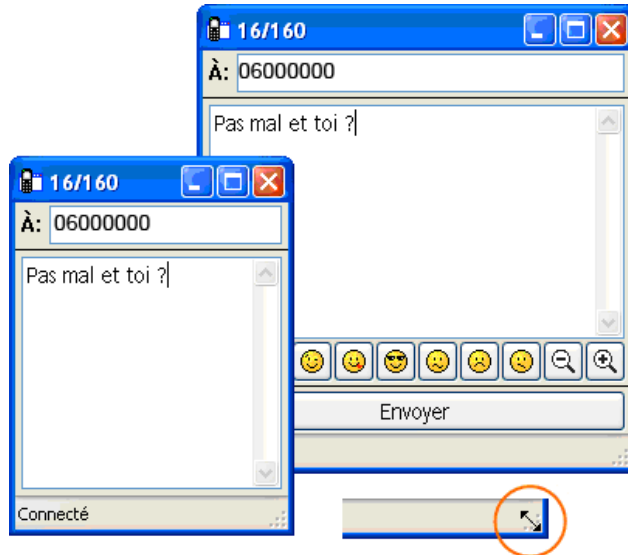 16/160
À: 06000000
Pas mal et toi ?
Envoyer
16/160
À: 06000000
Pas mal et toi ?
Connecté